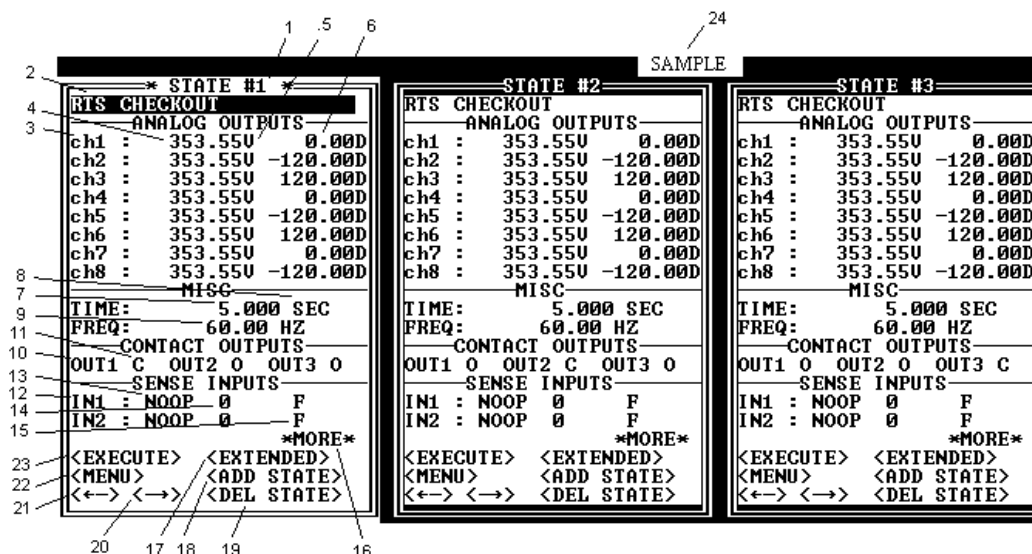 24
1 .5 6
SAMPLE
2
* STATE #1 *
RTS CHECKOUT
ANALOG OUTPUTS
4
3
ch1 : 353.55V 0.00D
ch2 : 353.55V -120.00D
ch3 : 353.55V 120.00D
ch4 : 353.55V 0.00D
ch5 : 353.55V -120.00D
ch6 : 353.55V 120.00D
ch7 : 353.55V 0.00D
ch8 : 353.55V -120.00D
8
MISC
7
TIME: 5.000 SEC
9
FREQ: 60.00 HZ
11
CONTACT OUTPUTS
10
OUT1 C OUT2 O OUT3 O
13
SENSE INPUTS
12
IN1 : NOOP 0 F
14
IN2 : NOOP 0 F
15
*MORE*
23
<EXECUTE> <EXTENDED>
22
<MENU> <ADD STATE>
21
<←-> <-→> <DEL STATE>
20 17 18 19 16
STATE #2
RTS CHECKOUT
ANALOG OUTPUTS
ch1 : 353.55V 0.00D
ch2 : 353.55V -120.00D
ch3 : 353.55V 120.00D
ch4 : 353.55V 0.00D
ch5 : 353.55V -120.00D
ch6 : 353.55V 120.00D
ch7 : 353.55V 0.00D
ch8 : 353.55V -120.00D
MISC
TIME: 5.000 SEC
FREQ: 60.00 HZ
CONTACT OUTPUTS
OUT1 O OUT2 C OUT3 O
SENSE INPUTS
IN1 : NOOP 0 F
IN2 : NOOP 0 F
*MORE*
<EXECUTE> <EXTENDED>
<MENU> <ADD STATE>
<←-> <-→> <DEL STATE>
STATE #3
RTS CHECKOUT
ANALOG OUTPUTS
ch1 : 353.55V 0.00D
ch2 : 353.55V -120.00D
ch3 : 353.55V 120.00D
ch4 : 353.55V 0.00D
ch5 : 353.55V -120.00D
ch6 : 353.55V 120.00D
ch7 : 353.55V 0.00D
ch8 : 353.55V -120.00D
MISC
TIME: 5.000 SEC
FREQ: 60.00 HZ
CONTACT OUTPUTS
OUT1 O OUT2 O OUT3 C
SENSE INPUTS
IN1 : NOOP 0 F
IN2 : NOOP 0 F
*MORE*
<EXECUTE> <EXTENDED>
<MENU> <ADD STATE>
<←-> <-→> <DEL STATE>